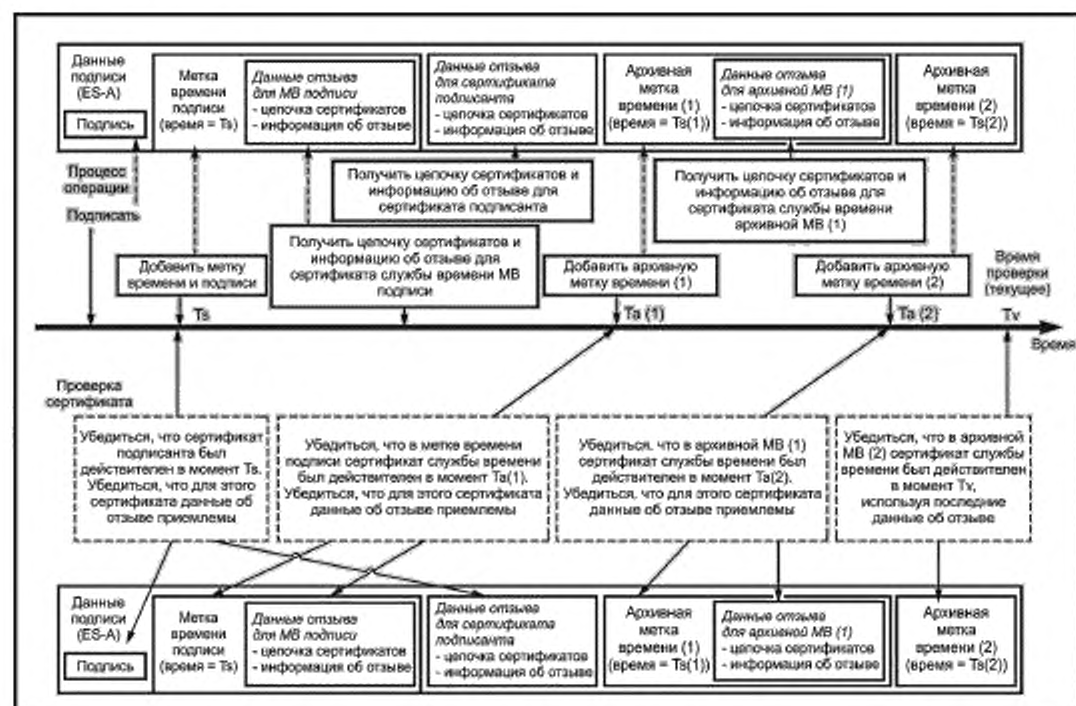 Данные
подписи
(ES-A)
Подпись
Метка
времени
подписи
(время = Ts)
Данные отзыва
для МВ подписи
- цепочка сертификатов
- информация об отзыве
Данные отзыва
для сертификата
подписанта
- цепочка сертификатов
- информация об отзыве
Архивная
метка
времени (1)
(время = Ts(1))
Данные отзыва
для архивной МВ (1)
- цепочка сертификатов
- информация об отзыве
Архивная
метка
времени (2)
(время = Ts(2))
Процесс
операции
Подписать
Получить цепочку сертификатов и
информацию об отзыве для
сертификата подписанта
Получить цепочку сертификатов и
информацию об отзыве для
сертификата службы времени
архивной МВ (1)
Получить цепочку сертификатов и
информацию об отзыве для
сертификата службы времени МВ
подписи
Добавить метку
времени и подписи
Добавить архивную
метку времени (1)
Добавить архивную
метку времени (2)
Время
проверки
(текущее)
Ts
Ta (1)
Ta (2)
Tv
Время
Проверка
сертификата
Убедиться, что сертификат
подписанта был
действителен в момент Ts.
Убедиться, что для этого
сертификата данные об
отзыве приемлемы
Убедиться, что в метке времени
подписи сертификат службы времени
был действителен в момент Ta(1).
Убедиться, что для этого сертификата
данные об отзыве приемлемы
Убедиться, что в архивной МВ (1)
сертификат службы времени был
действителен в момент Ta(2).
Убедиться, что для этого сертификата
данные об отзыве приемлемы
Убедиться, что в архивной
МВ (2) сертификат службы
времени был действителен
в момент Tv,
используя последние
данные об отзыве
Данные
подписи
(ES-A)
Подпись
Метка
времени
подписи
(время = Ts)
Данные отзыва
для МВ подписи
- цепочка сертификатов
- информация об отзыве
Данные отзыва
для сертификата
подписанта
- цепочка сертификатов
- информация об отзыве
Архивная
метка
времени (1)
(время = Ts(1))
Данные отзыва
для архивной МВ (1)
- цепочка сертификатов
- информация об отзыве
Архивная
метка
времени (2)
(время = Ts(2))